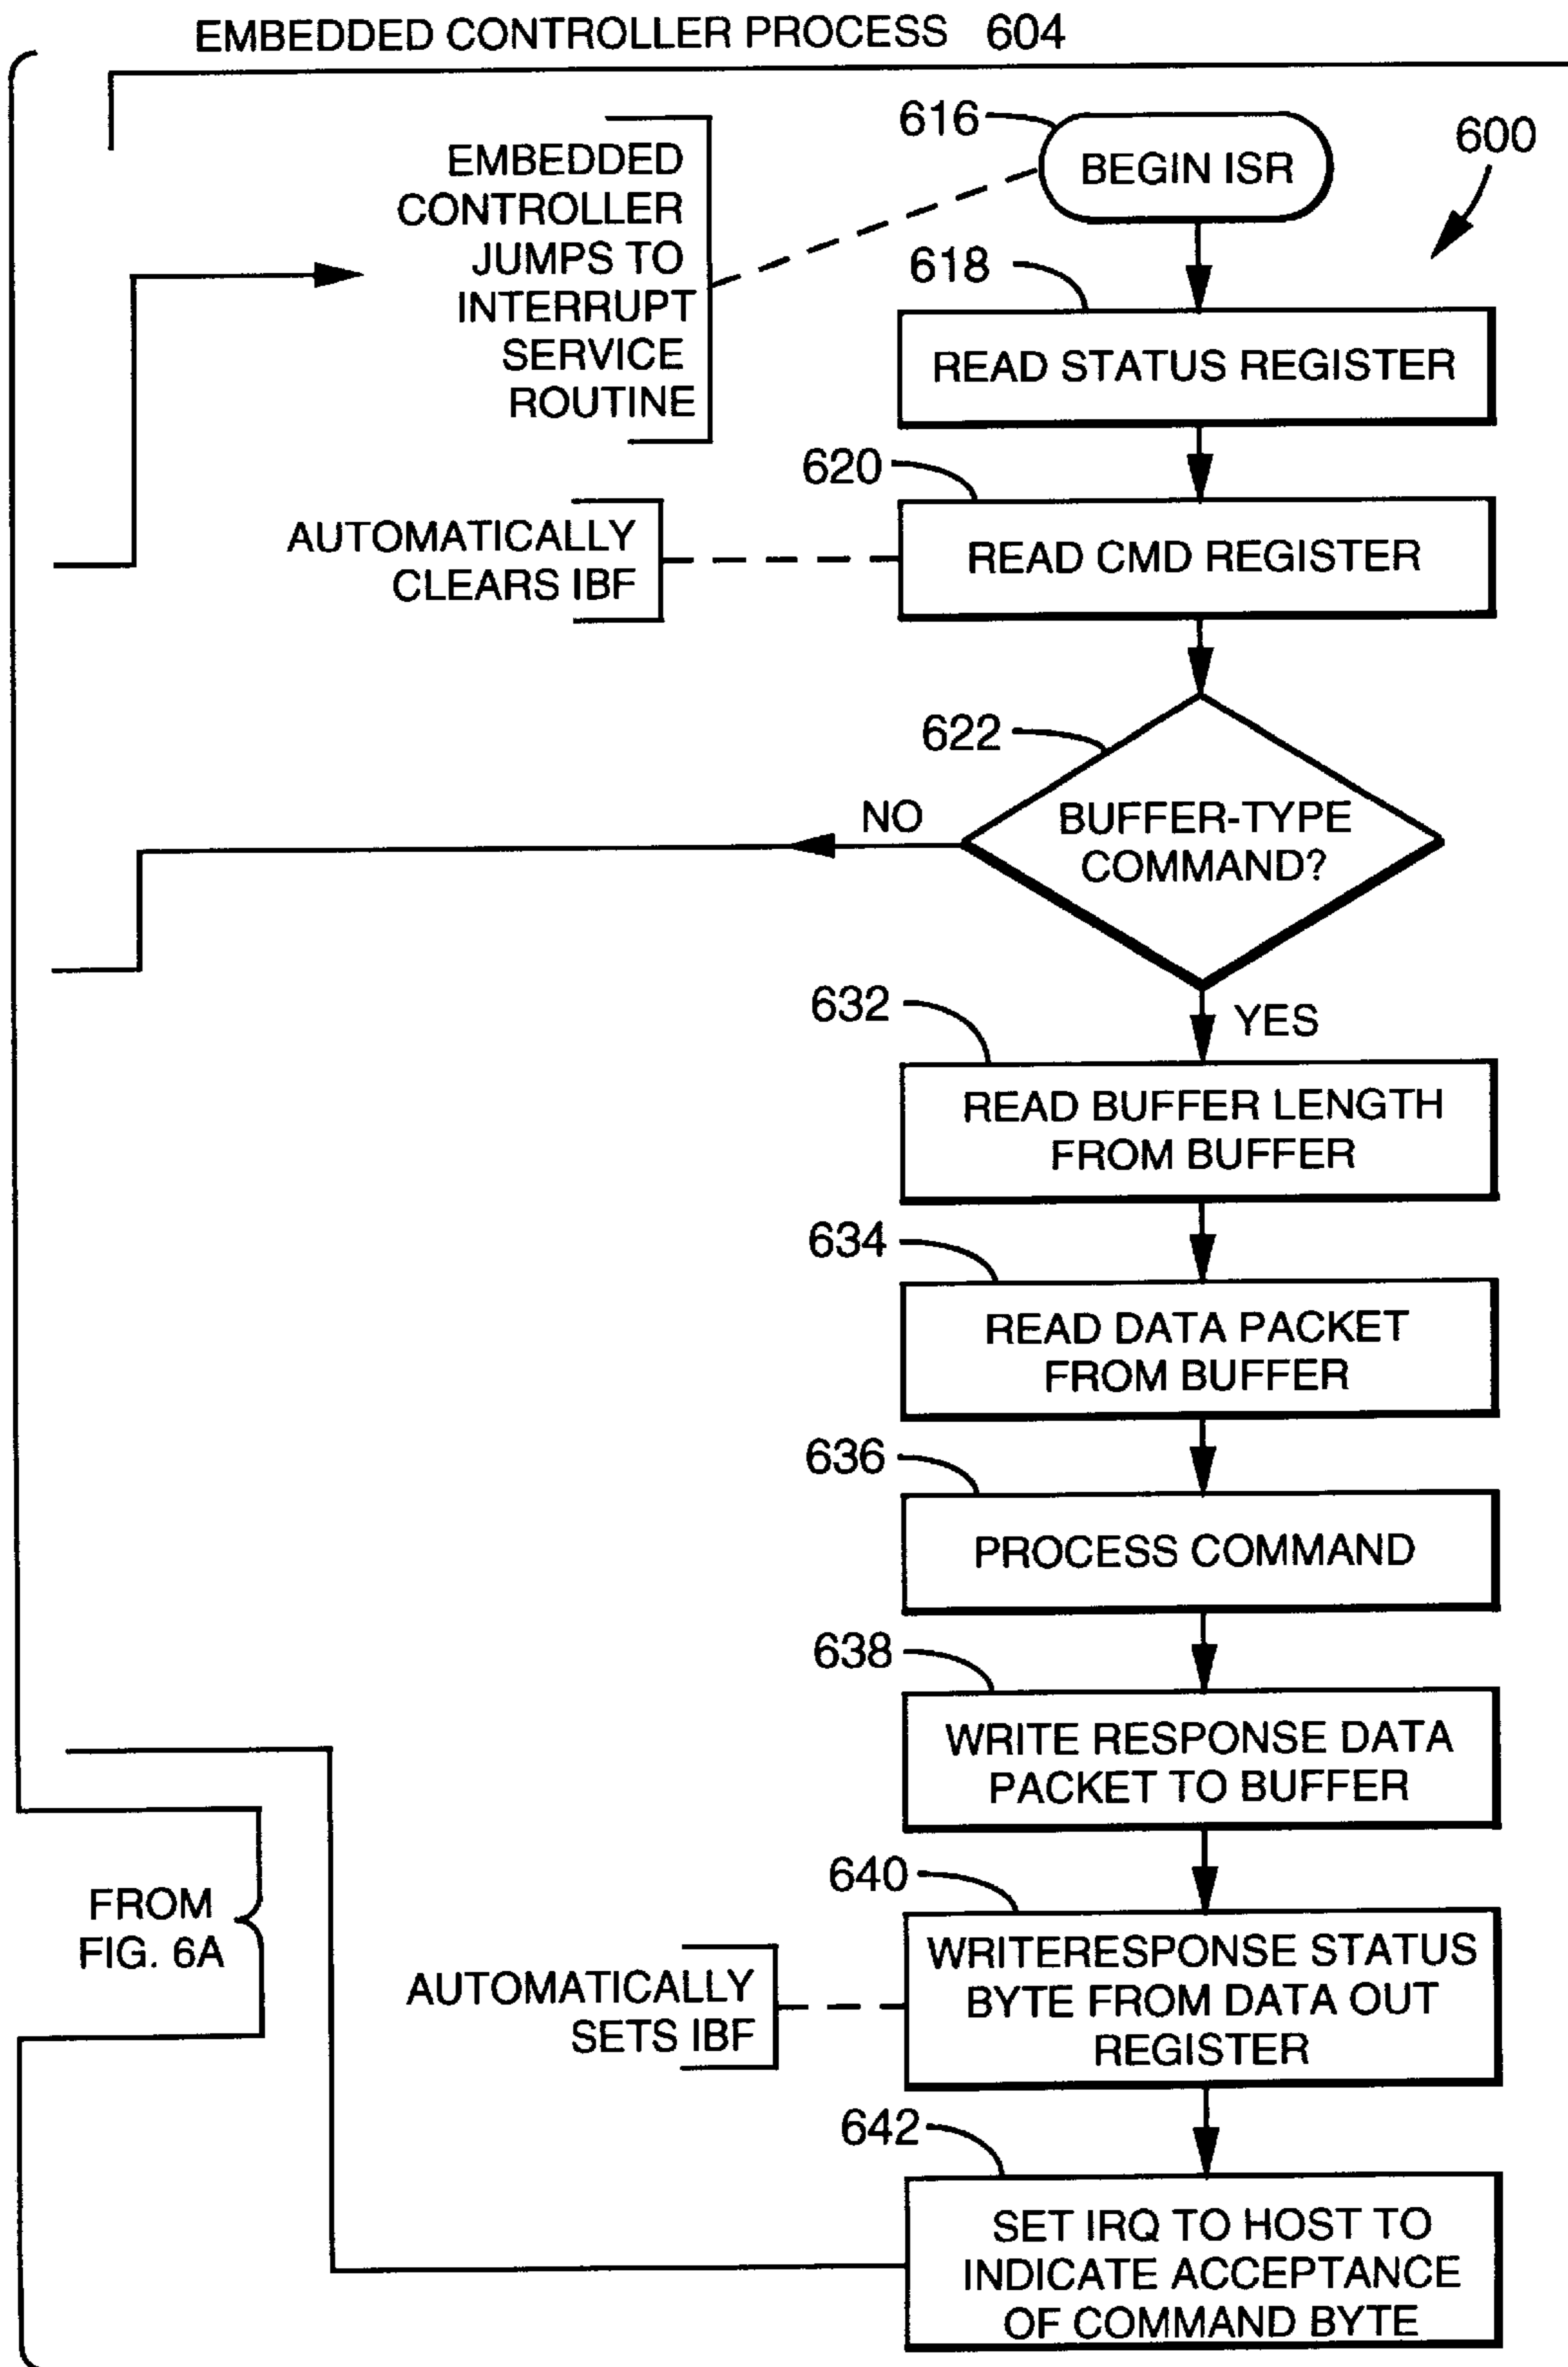 EMBEDDED CONTROLLER PROCESS 604
616
BEGIN ISR
600
EMBEDDED
CONTROLLER
JUMPS TO
INTERRUPT
SERVICE
ROUTINE
618
READ STATUS REGISTER
620
AUTOMATICALLY
CLEARS IBF
READ CMD REGISTER
622
NO
BUFFER-TYPE
COMMAND?
632
YES
READ BUFFER LENGTH
FROM BUFFER
634
READ DATA PACKET
FROM BUFFER
636
PROCESS COMMAND
638
WRITE RESPONSE DATA
PACKET TO BUFFER
FROM
FIG. 6A
640
AUTOMATICALLY
SETS IBF
WRITERESPONSE STATUS
BYTE FROM DATA OUT
REGISTER
642
SET IRQ TO HOST TO
INDICATE ACCEPTANCE
OF COMMAND BYTE